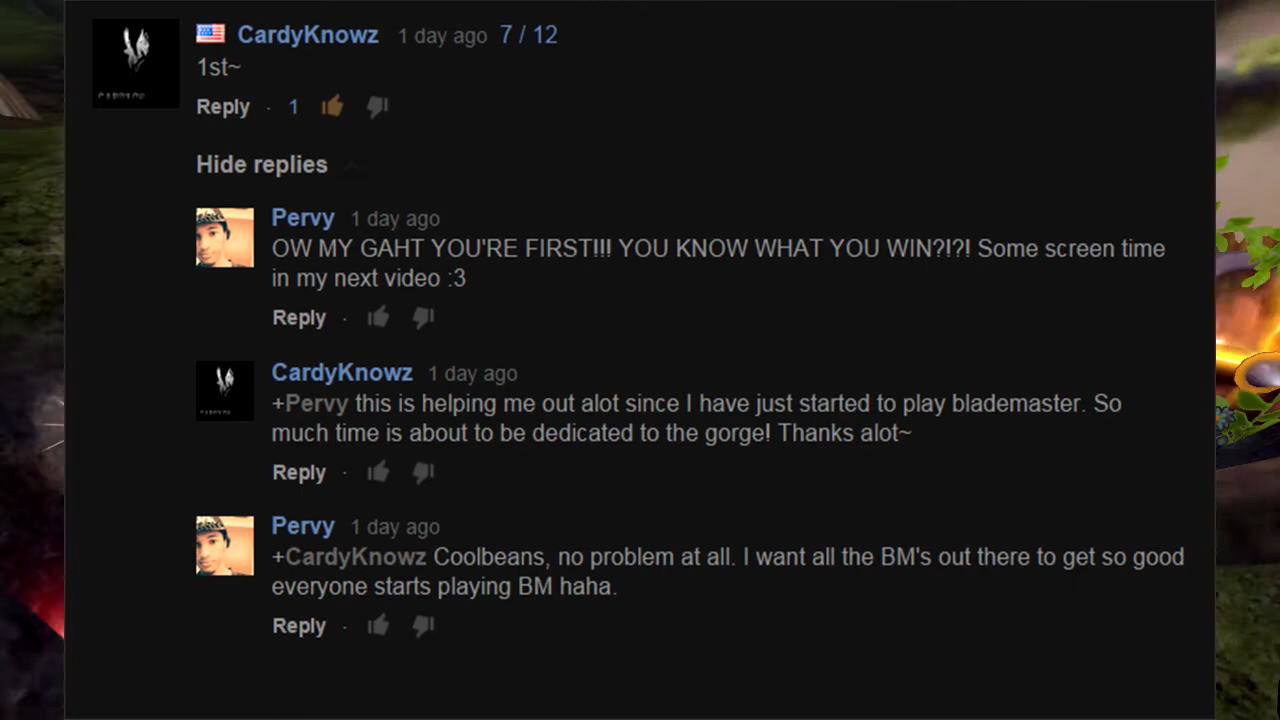 CardyKnowz 1 day ago 7 / 12
1st~
Reply · 1
Hide replies
Pervy 1 day ago
OW MY GAHT YOU'RE FIRST!!! YOU KNOW WHAT YOU WIN?!?! Some screen time
in my next video :3
Reply ·
CardyKnowz 1 day ago
+Pervy this is helping me out alot since I have just started to play blademaster. So
much time is about to be dedicated to the gorge! Thanks alot~
Reply ·
Pervy 1 day ago
+CardyKnowz Coolbeans, no problem at all. I want all the BM's out there to get so good
everyone starts playing BM haha.
Reply ·